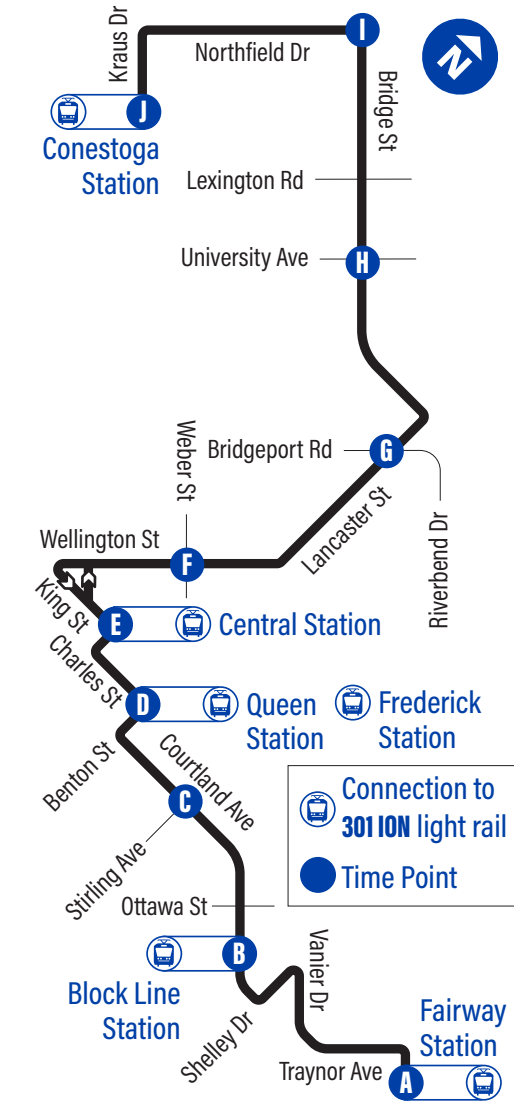 Kraus Dr
Northfield Dr
I
N
J
Conestoga
Station
Bridge St
Lexington Rd
University Ave
H
Weber St
Bridgeport Rd
G
Lancaster St
Riverbend Dr
Wellington St
F
King St
E
Central Station
Charles St
D
Queen
Station
Frederick
Station
Benton St
Courtland Ave
C
Stirling Ave
Connection to
301 ION light rail
Time Point
Ottawa St
B
Block Line
Station
Shelley Dr
Vanier Dr
Fairway
Station
Traynor Ave
A